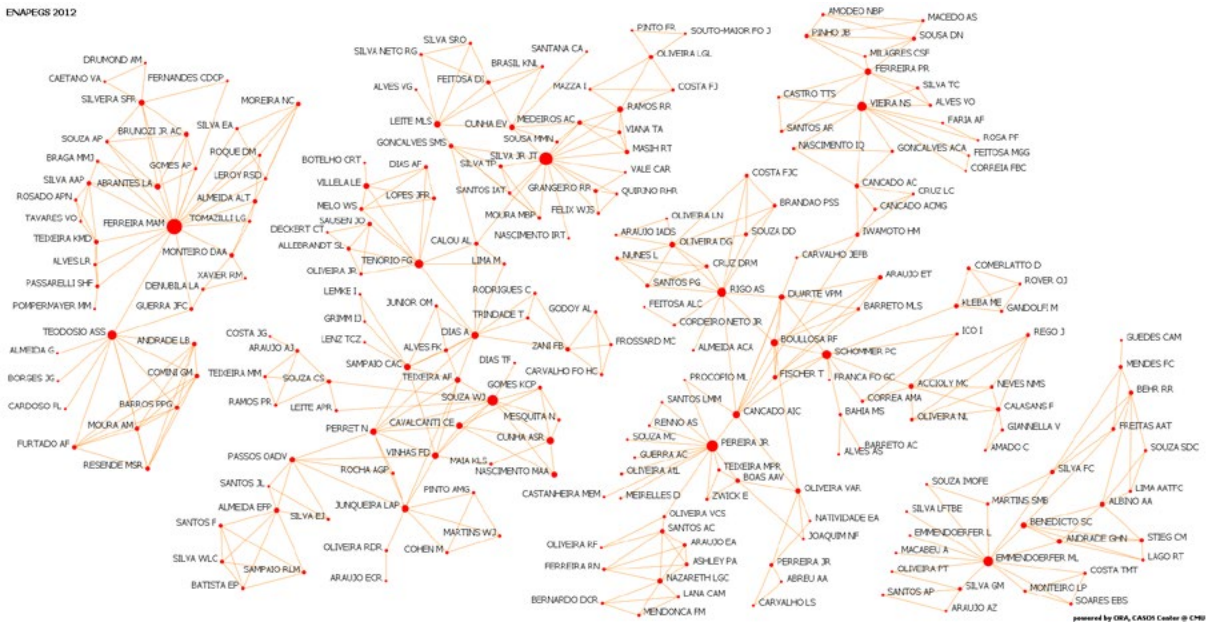 ENAPEGS 2012
DRUMOND AM
CAETANO VA
FERNANDES CDCP
SILVEIRA SFR
MOREIRA NC
SOUZA AP
BRUNOZI JR AC
SILVA EA
BRAGA MMJ
GOMES AP
ROQUE DM
SILVA AAP
ABRANTES LA
LEROY RSD
ROSADO APN
ALMEIDA ALT
TAVARES VO
FERREIRA MAM
TOMAZILLI LG
TEIXEIRA KMD
MONTEIRO DAA
ALVES LR
XAVIER RM
PASSARELLI SHF
DENUBILA LA
POMPERMAYER MM
GUERRA JFC
TEODOSIO ASS
ANDRADE LB
ALMEIDA G
COMINI GM
BORGES JG
BARROS PPG
CARDOSO FL
MOURA AM
FURTADO AF
RESENDE MSR
SILVA SRO
SILVA NETO RG
SANTANA CA
BRASIL KNL
FEITOSA DI
ALVES VG
MAZZA I
PINTO FR
SOUTO-MAIOR FO J
OLIVEIRA LGL
COSTA FJ
LEITE MLS
CUNHA EV
MEDEIROS AC
RAMOS RR
SOUSA MMN
VIANA TA
GONCALVES SMS
SILVA JR JT
MASIH RT
BOTELHO CRT
DIAS AF
SILVA TP
VALE CAR
VILLELA LE
LOPES JFR
SANTOS IAT
GRANGEIRO RR
QUIRINO RHR
MELO WS
FELIX WJS
SAUSEN JO
MOURA MBP
DECKERT CT
CALOU AL
NASCIMENTO IRT
ALLEBRANDT SL
TENORIO FG
LIMA M
OLIVEIRA JR
LEMKE I
JUNIOR OM
RODRIGUES C
GODOY AL
GRIMM IJ
TRINDADE T
COSTA JG
LENZ TCZ
DIAS A
ZANI FB
FROSSARD MC
ARAUJO AJ
ALVES FK
DIAS TF
CARVALHO FO HC
TEIXEIRA MM
SAMPAIO CAC
TEIXEIRA AF
SOUZA CS
GOMES KCP
RAMOS PR
LEITE APR
SOUZA WJ
MESQUITA N
PERRET N
CAVALCANTI CE
CUNHA ASR
PASSOS OADV
VINHAS FD
MAIA KLS
NASCIMENTO MAA
ROCHA AGP
SANTOS JL
PINTO AMG
ALMEIDA EFP
JUNQUEIRA LAP
SANTOS F
SILVA EJ
MARTINS WJ
SILVA WLC
OLIVEIRA RDR
COHEN M
SAMPAIO RLM
BATISTA EP
ARAUJO ECR
AMODEO NBP
MACEDO AS
PINHO JB
SOUSA DN
MILAGRES CSF
FERREIRA PR
CASTRO TTS
SILVA TC
VIEIRA NS
ALVES YO
FARIA AF
SANTOS AR
ROSA PF
NASCIMENTO IQ
GONCALVES ACA
FEITOSA MGG
CORREIA FBC
COSTA FJC
CANCADO AC
CRUZ LC
BRANDAO PSS
CANCADO ACMG
OLIVEIRA LN
ARAUJO IADS
SOUZA DD
IWAMOTO HM
OLIVEIRA DG
NUNES L
CRUZ DRM
CARVALHO JEFB
SANTOS PG
ARAUJO ET
COMERLATTO D
RIGO AS
DUARTE VPM
ROVER OJ
FEITOSA ALC
BARRETO MLS
KLEBA ME
GANDOLFI M
CORDEIRO NETO JR
ICO I
REGO J
ALMEIDA ACA
BOULLOSA RF
SCHOMMER PC
GUEDES CAM
FISCHER T
FRANCA FO GC
ACCIOLY MC
NEVES NMS
MENDES FC
PROCOPIO ML
CORREA AMA
CALASANS F
BEHR RR
SANTOS LMM
CANCADO AIC
BAHIA MS
OLIVEIRA NL
GIANNELLA V
FREITAS AAT
RENNO AS
SOUZA MC
PEREIRA JR
BARRETO AC
AMADO C
SOUZA SDC
GUERRA AC
ALVES AS
TEIXEIRA MPR
OLIVEIRA ATL
BOAS AAV
SILVA FC
CASTANHEIRA MEM
MEIRELLES D
ZWICK E
OLIVEIRA VAR
SOUZA IMOFE
MARTINS SMB
ALBINO AA
LIMA AATFC
OLIVEIRA VCS
NATIVIDADE EA
SILVA LFTBE
SANTOS AC
JOAQUIM NF
EMMENDOERFER L
BENEDICTO SC
STIEG CM
OLIVEIRA RF
ARAUJO EA
MACABEU A
ANDRADE GHN
LAGO RT
FERREIRA RN
ASHLEY PA
PERREIRA JR
OLIVEIRA PT
EMMENDOERFER ML
COSTA TMT
NAZARETH LGC
ABREU AA
SILVA GM
MONTEIRO LP
BERNARDO DCR
LANA CAM
SANTOS AP
CARVALHO LS
SOARES EBS
MENDONCA FM
ARAUJO AZ
powered by ORA, CASOS Center @ CMU